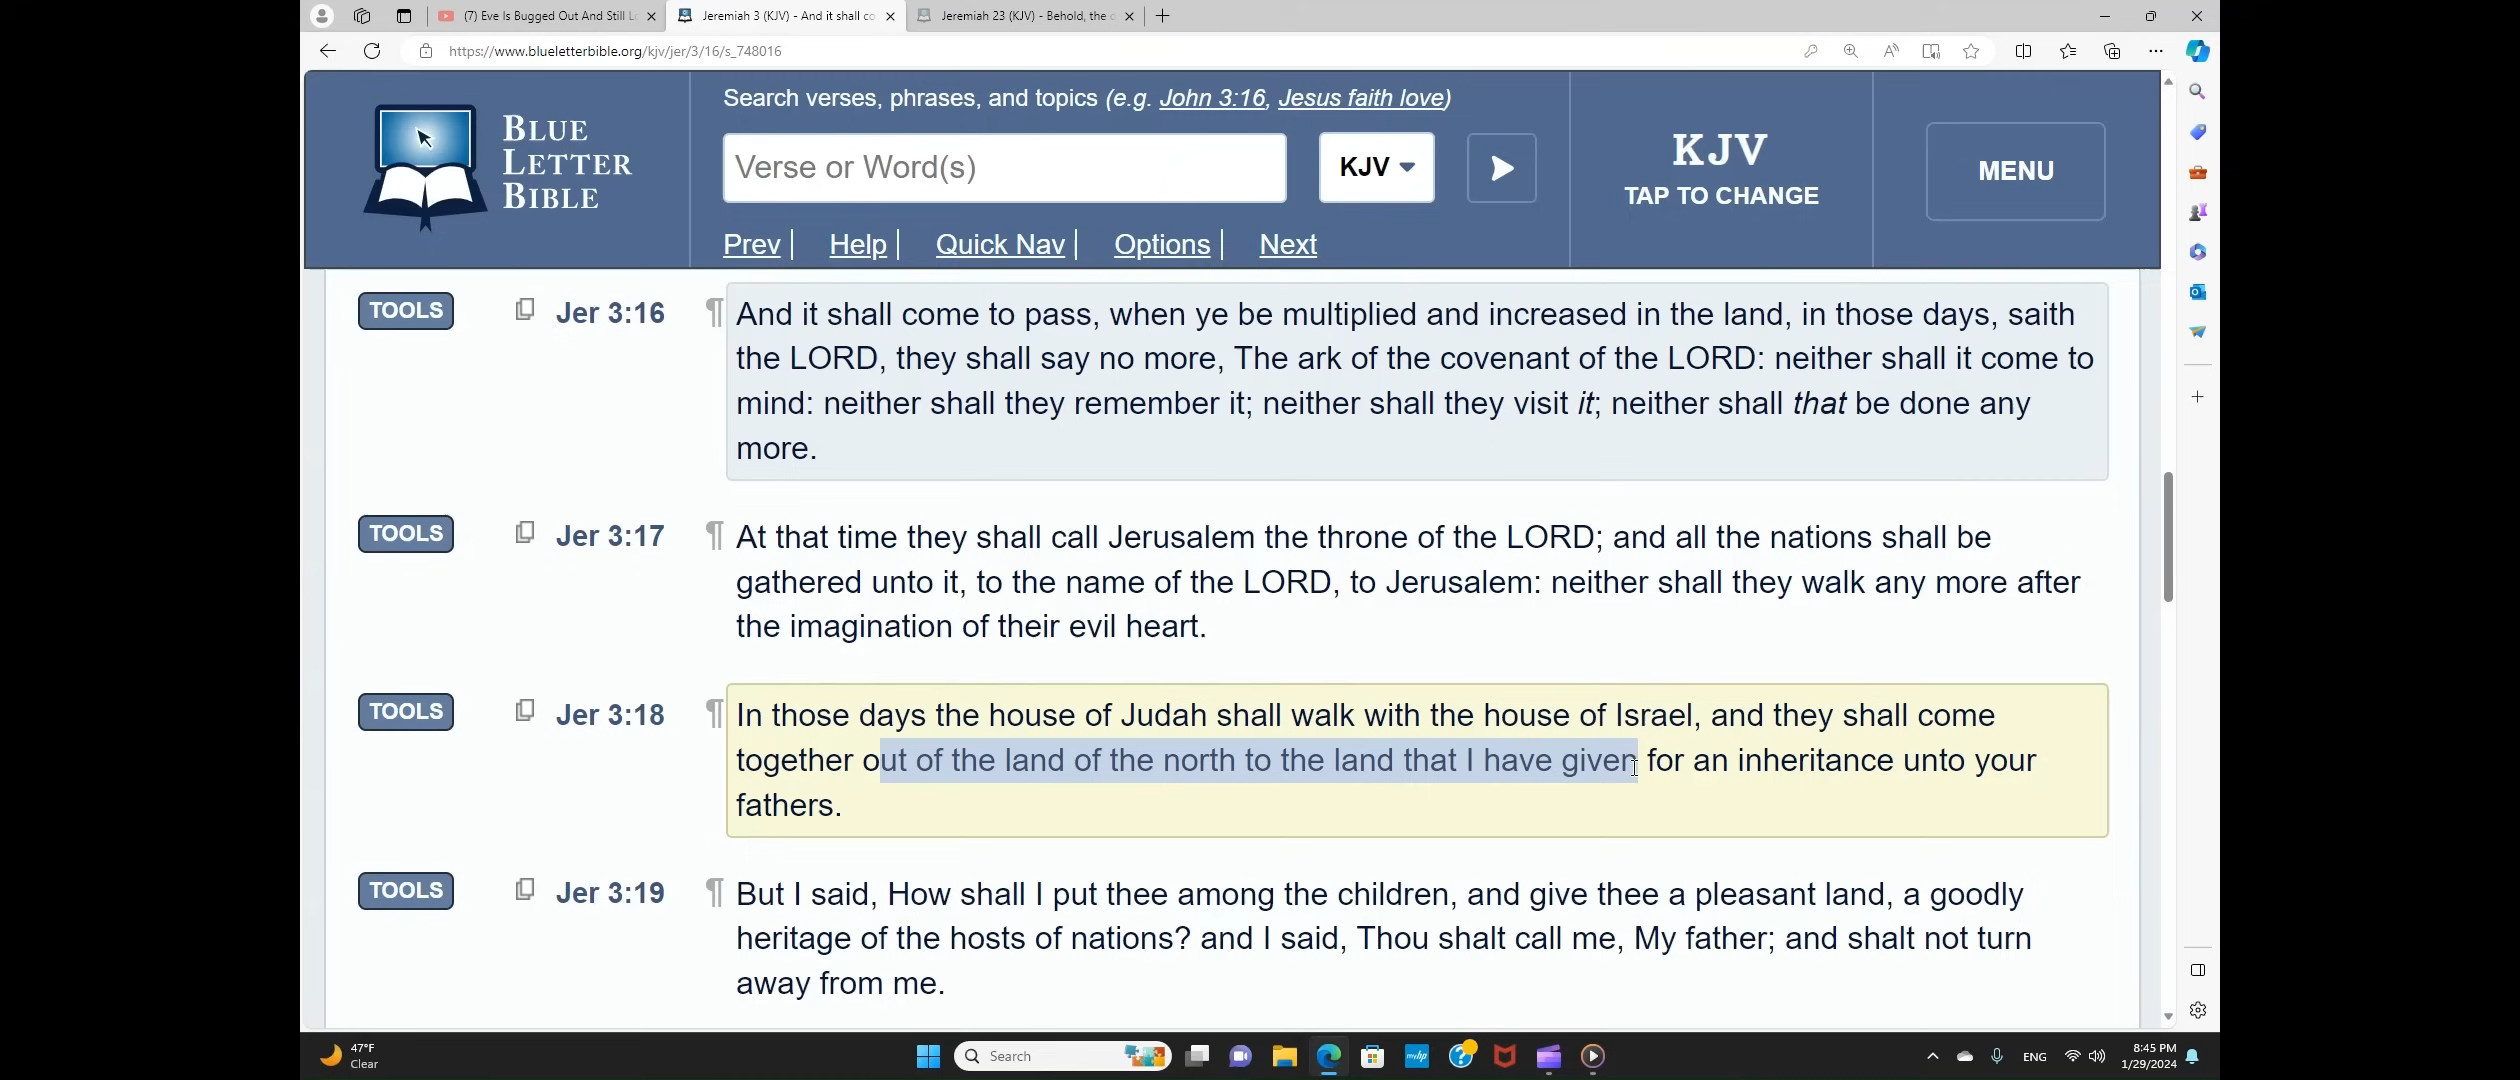 (7) Eve Is Bugged Out And Still L
Jeremiah 3 (KJV) - And it shall co
Jeremiah 23 (KJV) - Behold, the
https://www.blueletterbible.org/kjv/jer/3/16/s_748016
BLUE
LETTER
BIBLE
Search verses, phrases, and topics (e.g. John 3:16, Jesus faith love)
Verse or Word(s)
KJV
KJV
TAP TO CHANGE
MENU
Prev
Help
Quick Nav
Options
Next
TOOLS Jer 3:16 ¶ And it shall come to pass, when ye be multiplied and increased in the land, in those days, saith
the LORD, they shall say no more, The ark of the covenant of the LORD: neither shall it come to
mind: neither shall they remember it; neither shall they visit it; neither shall that be done any
more.
TOOLS Jer 3:17 ¶ At that time they shall call Jerusalem the throne of the LORD; and all the nations shall be
gathered unto it, to the name of the LORD, to Jerusalem: neither shall they walk any more after
the imagination of their evil heart.
TOOLS Jer 3:18 ¶ In those days the house of Judah shall walk with the house of Israel, and they shall come
together out of the land of the north to the land that I have given for an inheritance unto your
fathers.
TOOLS Jer 3:19 ¶ But I said, How shall I put thee among the children, and give thee a pleasant land, a goodly
heritage of the hosts of nations? and I said, Thou shalt call me, My father; and shalt not turn
away from me.
47°F
Clear
Search
myhp
ENG
8:45 PM
1/29/2024